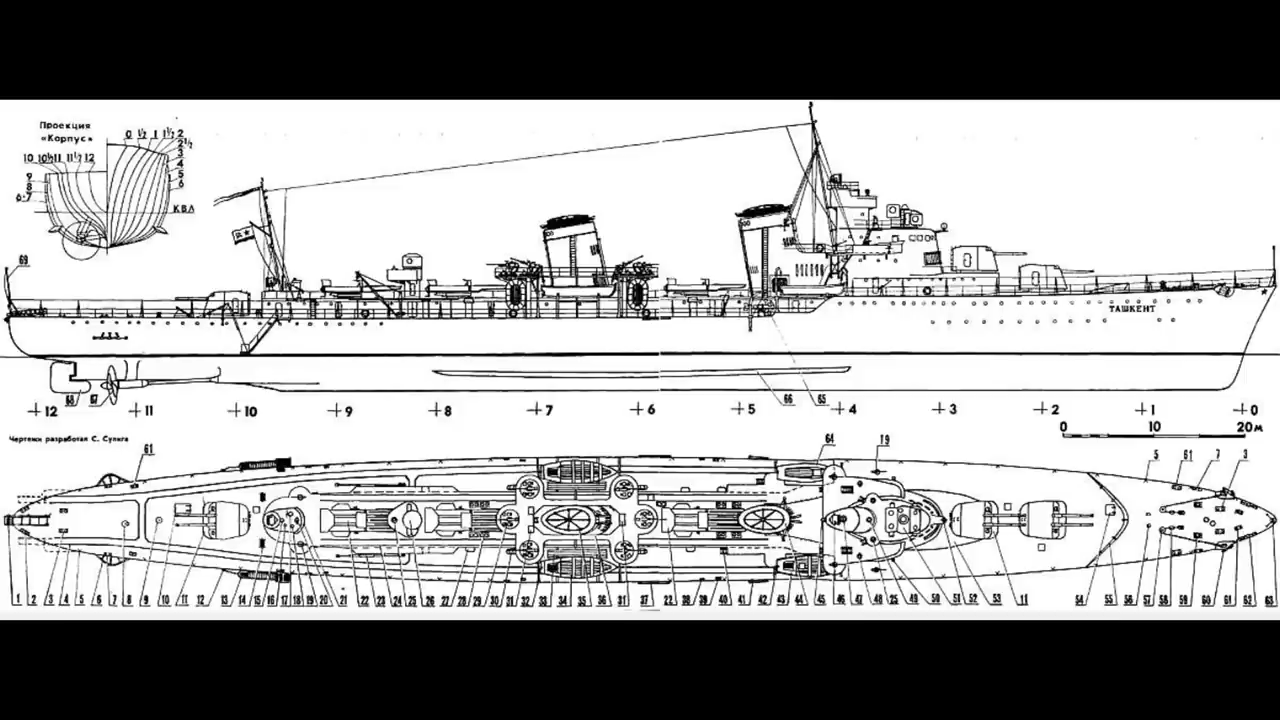 Проекция
«Корпус»
0 ½ 1 1½ 2
2½
3
4
5
6
10 10½ 11 11½ 12
9
8
6-7
КВЛ
69
ТАШКЕНТ
68 67 66 65
+12 +11 +10 +9 +8 +7 +6 +5 +4 +3 +2 +1 +0
0 10 20м
Чертежи разработал С. Сулига
61 64 19 5 61 7 3
1 2 3 4 5 6 7 8 9 10 11 12 13 14 15 16 17 18 19 20 21 22 23 24 25 26 27 28 29 30 31 32 33 34 35 36 31 37 22 38 39 40 41 42 43 44 45 46 47 48 25 49 50 51 52 53 11 54 55 56 57 58 59 60 61 62 63